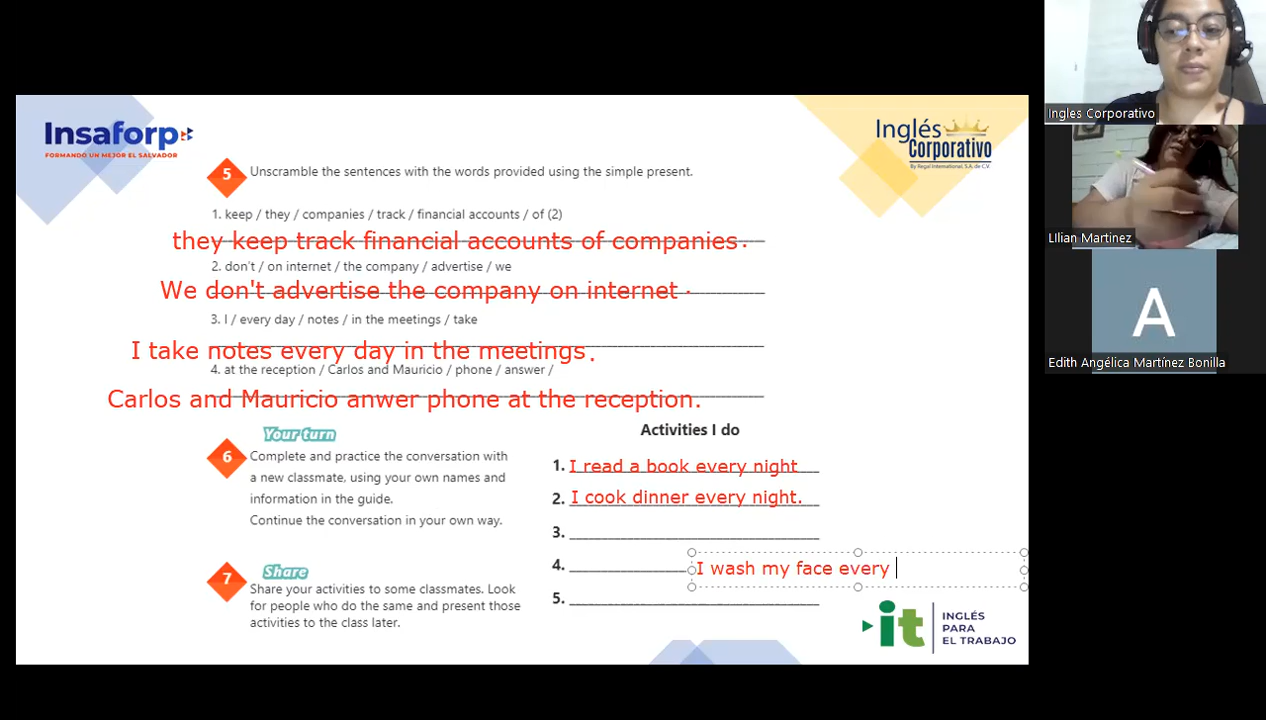 Insaforp
FORMANDO UN MEJOR EL SALVADOR
Inglés
Corporativo
By Regal International, S.A. de C.V.
5 Unscramble the sentences with the words provided using the simple present.
1. keep / they / companies / track / financial accounts / of (2)
they keep track financial accounts of companies.
2. don't / on internet / the company / advertise / we
We don't advertise the company on internet .
3. I / every day / notes / in the meetings / take
I take notes every day in the meetings.
4. at the reception / Carlos and Mauricio / phone / answer /
Carlos and Mauricio anwer phone at the reception.
Your turn
6 Complete and practice the conversation with
a new classmate, using your own names and
information in the guide.
Continue the conversation in your own way.
Share
7 Share your activities to some classmates. Look
for people who do the same and present those
activities to the class later.
Activities I do
1. I read a book every night
2. I cook dinner every night.
3.
4. I wash my face every
5.
it INGLÉS
PARA
EL TRABAJO
Ingles Corporativo
LIlian Martinez
A
Edith Angélica Martínez Bonilla